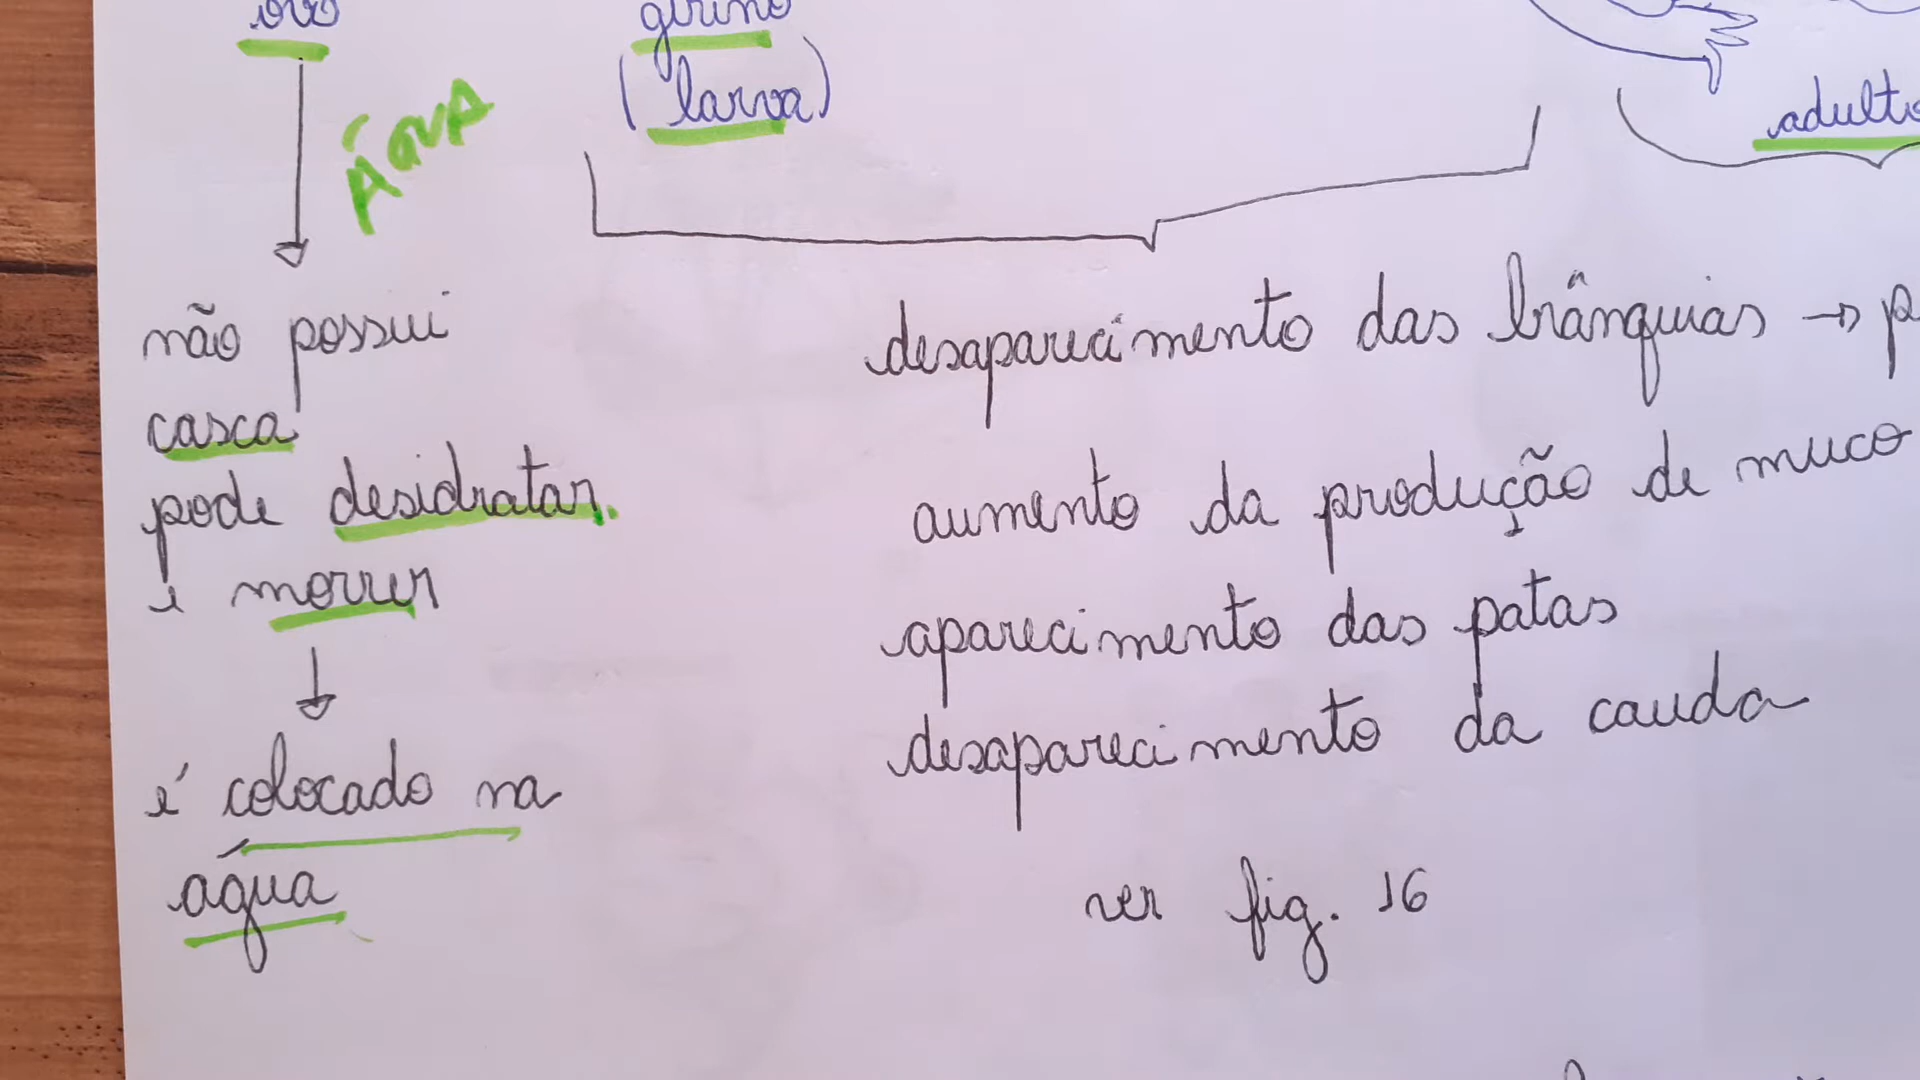 ovo
girino
(larva)
adulto
ÁGUA
não possui
casca
pode desidratar
e morrer
é colocado na
água
desaparecimento das brânquias → p
aumento da produção de muco
aparecimento das patas
desaparecimento da cauda
ver fig. 16